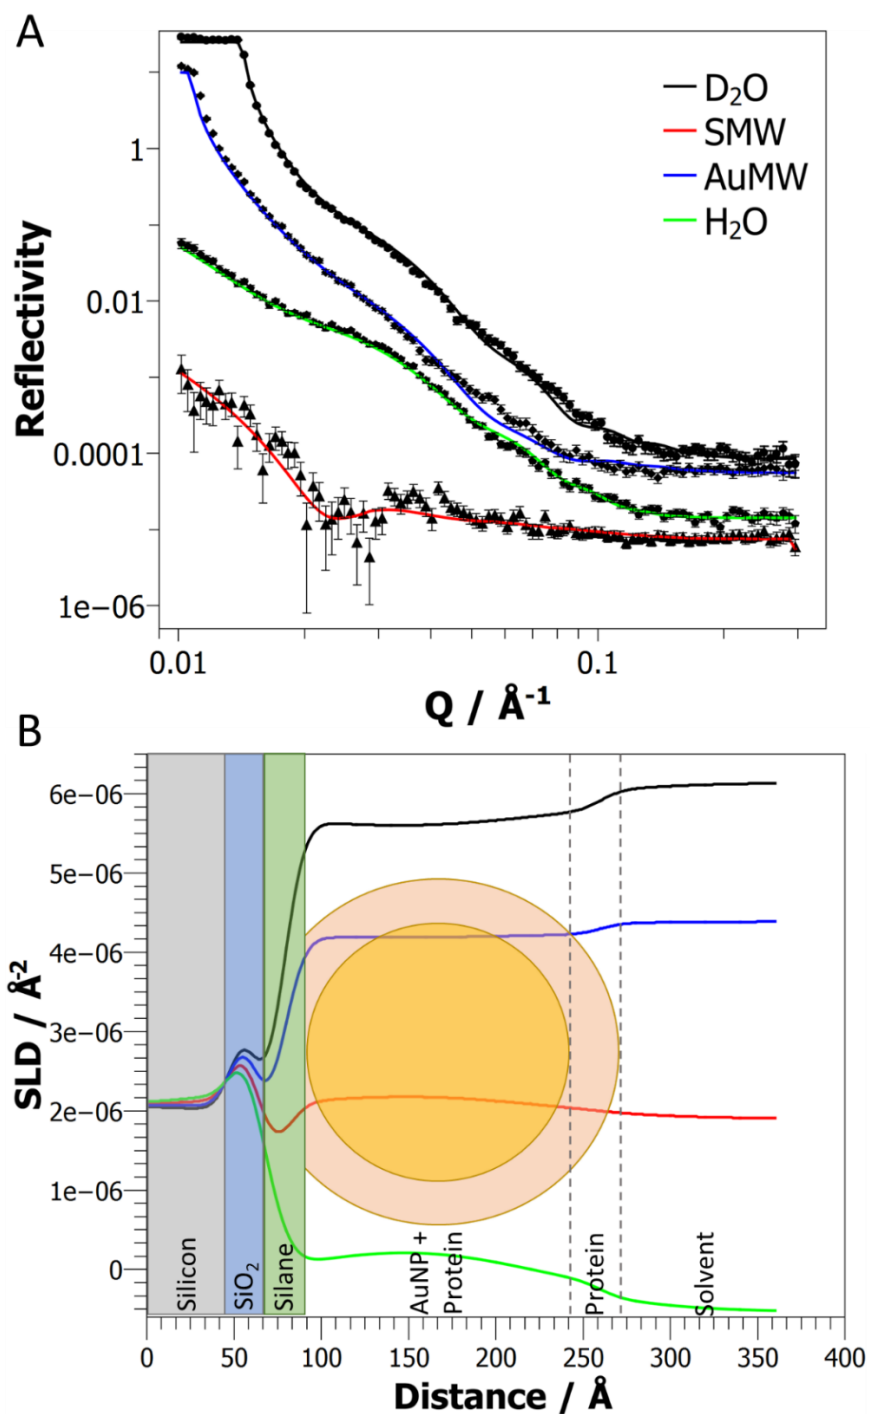 A
D₂O
SMW
AuMW
H₂O
1
0.01
0.0001
1e-06
Reflectivity
0.01
0.1
Q / Å⁻¹
B
6e-06
5e-06
4e-06
3e-06
2e-06
1e-06
0
SLD / Å⁻²
Silicon
SiO₂
Silane
AuNP +
Protein
Protein
Solvent
0
50
100
150
200
250
300
350
400
Distance / Å